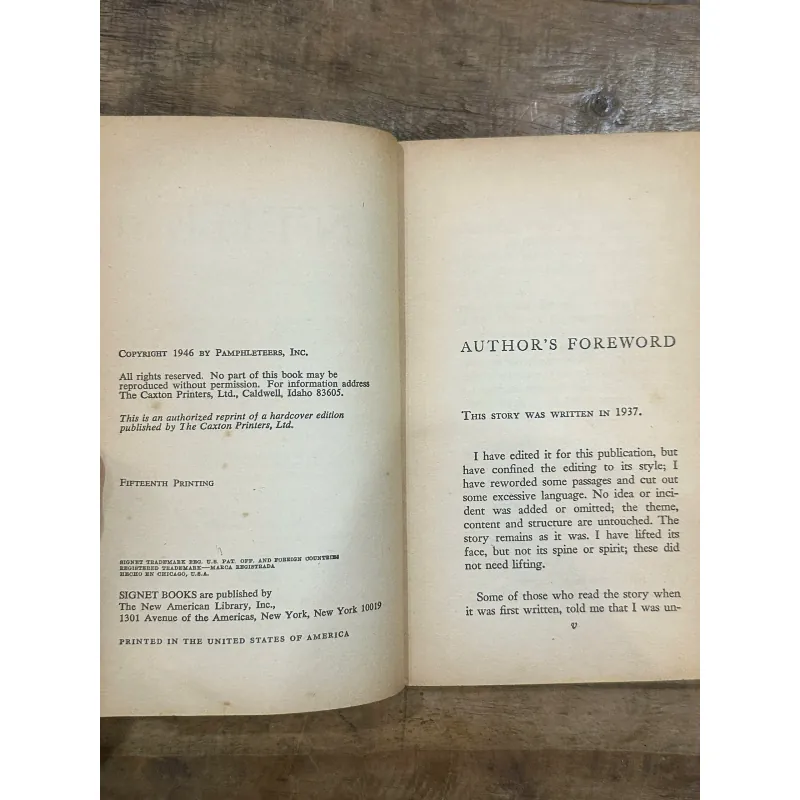 COPYRIGHT 1946 BY PAMPHLETEERS, INC.
All rights reserved. No part of this book may be
reproduced without permission. For information address
The Caxton Printers, Ltd., Caldwell, Idaho 83605.
This is an authorized reprint of a hardcover edition
published by The Caxton Printers, Ltd.
FIFTEENTH PRINTING
SIGNET TRADEMARK REG. U.S. PAT. OFF. AND FOREIGN COUNTRIES
REGISTERED TRADEMARK—MARCA REGISTRADA
HECHO EN CHICAGO, U.S.A.
SIGNET BOOKS are published by
The New American Library, Inc.,
1301 Avenue of the Americas, New York, New York 10019
PRINTED IN THE UNITED STATES OF AMERICA
AUTHOR'S FOREWORD
THIS STORY WAS WRITTEN IN 1937.
I have edited it for this publication, but
have confined the editing to its style; I
have reworded some passages and cut out
some excessive language. No idea or inci-
dent was added or omitted; the theme,
content and structure are untouched. The
story remains as it was. I have lifted its
face, but not its spine or spirit; these did
not need lifting.
Some of those who read the story when
it was first written, told me that I was un-
v